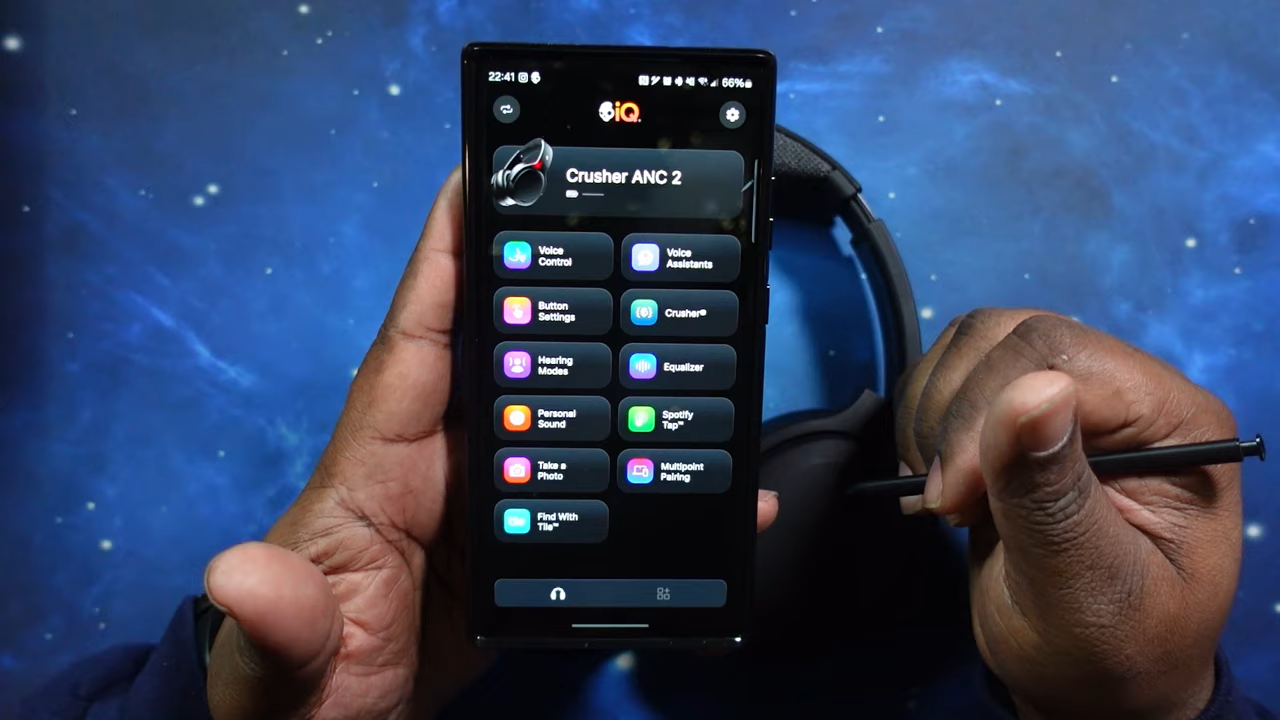 22:41 66%
iQ
Crusher ANC 2
Voice
Control
Voice
Assistants
Button
Settings
Crusher®
Hearing
Modes
Equalizer
Personal
Sound
Spotify
Tap™
Take a
Photo
Multipoint
Pairing
Find With
Tile™